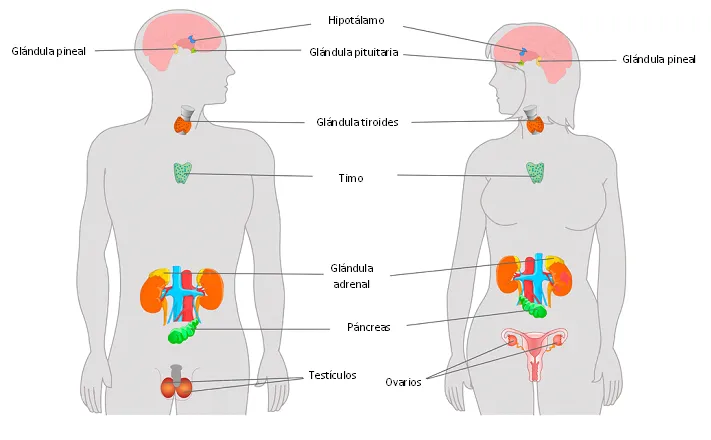 Hipotálamo
Glándula pineal
Glándula pituitaria
Glándula pineal
Glándula tiroides
Timo
Glándula
adrenal
Páncreas
Testículos
Ovarios